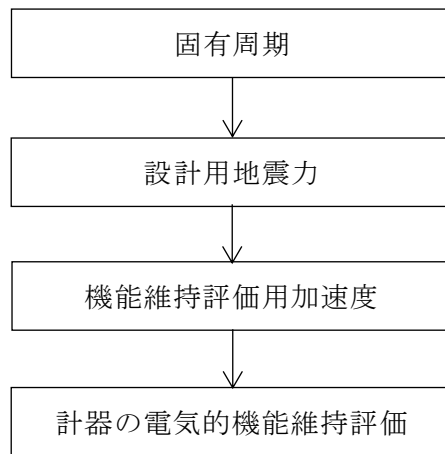 固有周期
設計用地震力
機能維持評価用加速度
計器の電気的機能維持評価